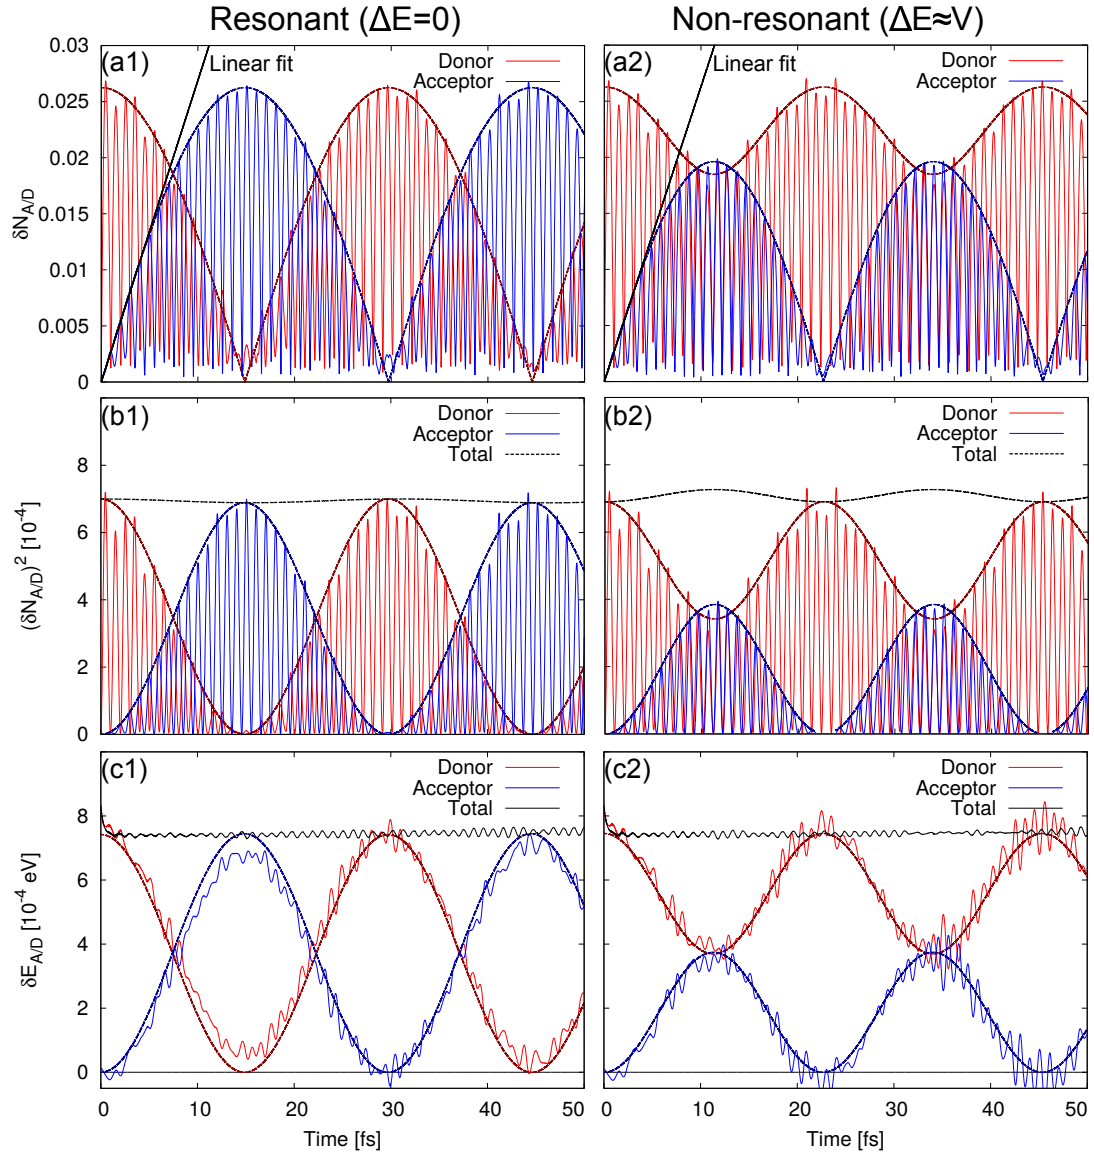 Resonant (ΔE=0)
Non-resonant (ΔE≈V)
(a1)
Linear fit
Donor
Acceptor
0.03
0.025
0.02
0.015
0.01
0.005
0
δN_A/D
(a2)
Linear fit
Donor
Acceptor
(b1)
Donor
Acceptor
Total
8
6
4
2
0
(δN_A/D)² [10⁻⁴]
(b2)
Donor
Acceptor
Total
(c1)
Donor
Acceptor
Total
8
6
4
2
0
δE_A/D [10⁻⁴ eV]
0 10 20 30 40 50
Time [fs]
(c2)
Donor
Acceptor
Total
0 10 20 30 40 50
Time [fs]